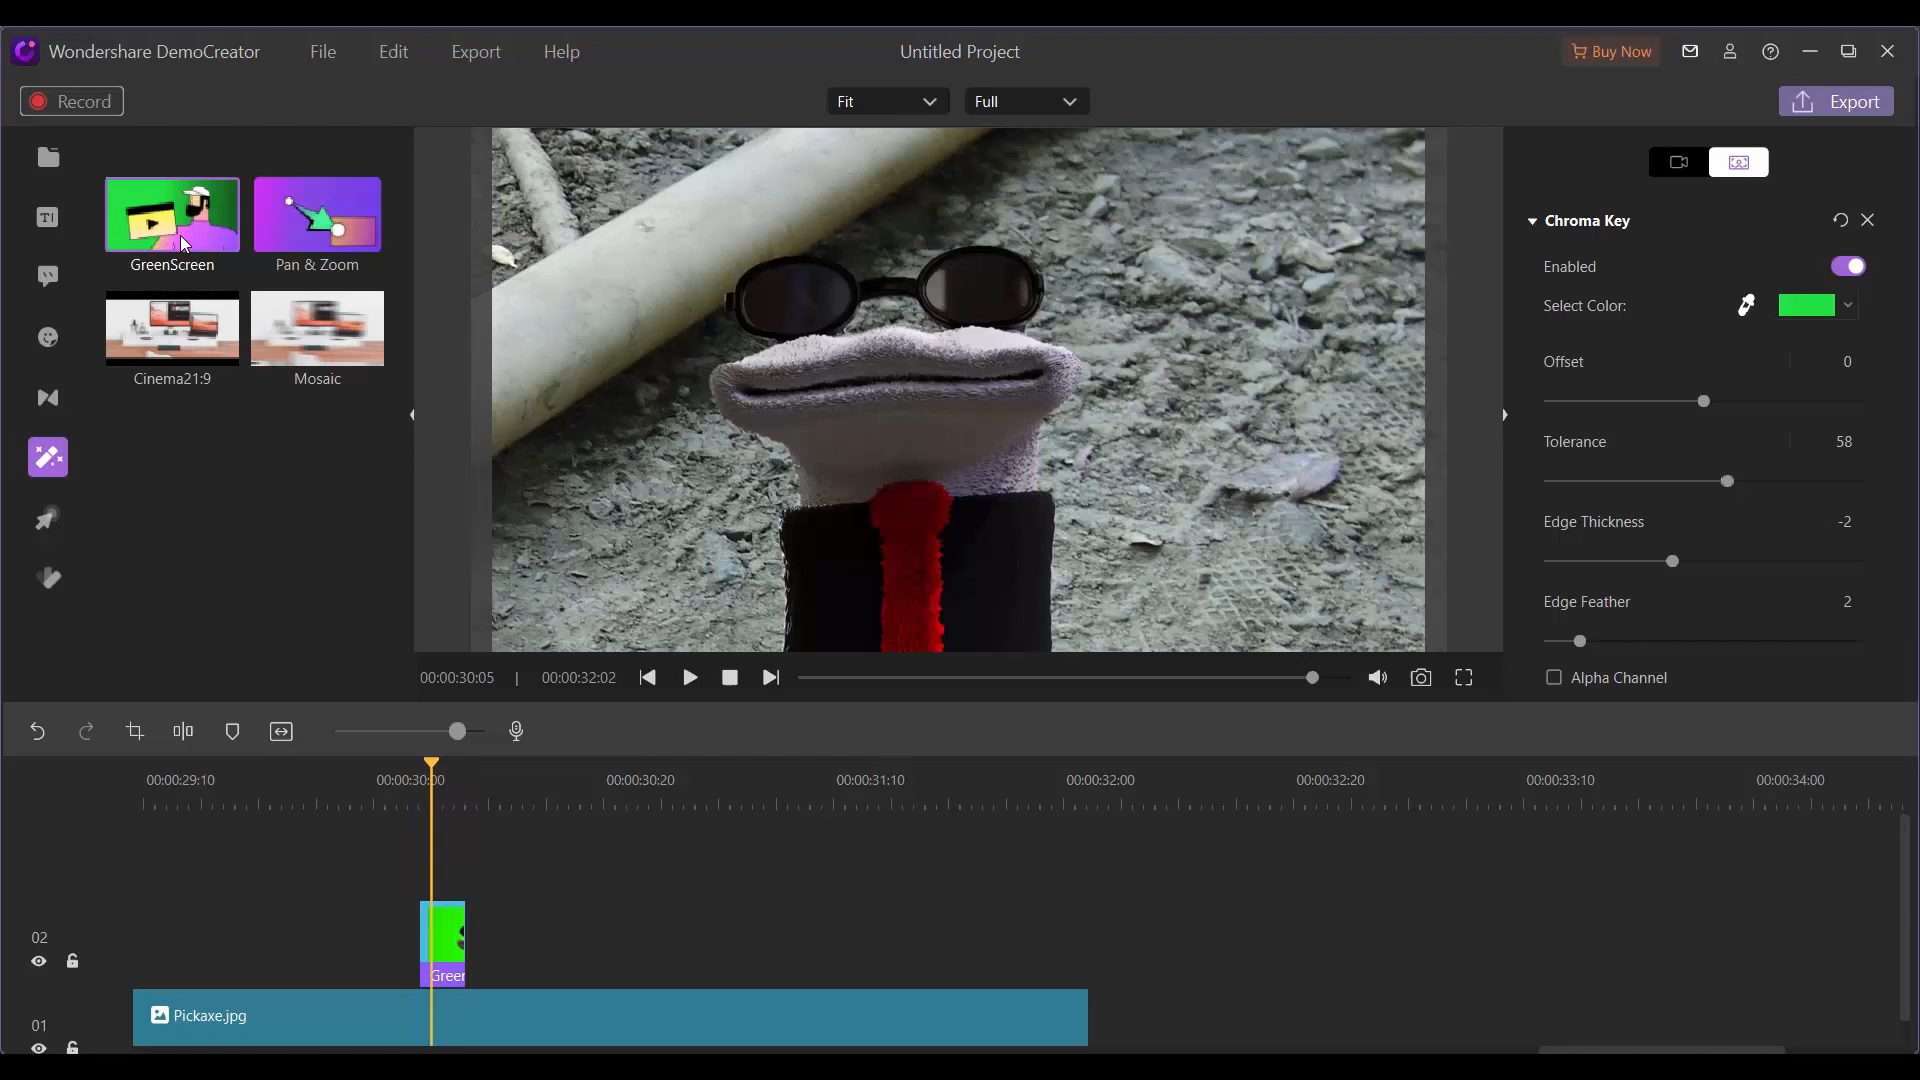 Wondershare DemoCreator File Edit Export Help Untitled Project Buy Now
Record Fit Full Export
GreenScreen Pan & Zoom
Cinema21:9 Mosaic
Chroma Key
Enabled
Select Color:
Offset 0
Tolerance 58
Edge Thickness -2
Edge Feather 2
Alpha Channel
00:00:30:05 | 00:00:32:02
00:00:29:10 00:00:30:00 00:00:30:20 00:00:31:10 00:00:32:00 00:00:32:20 00:00:33:10 00:00:34:00
02
Green
Pickaxe.jpg
01